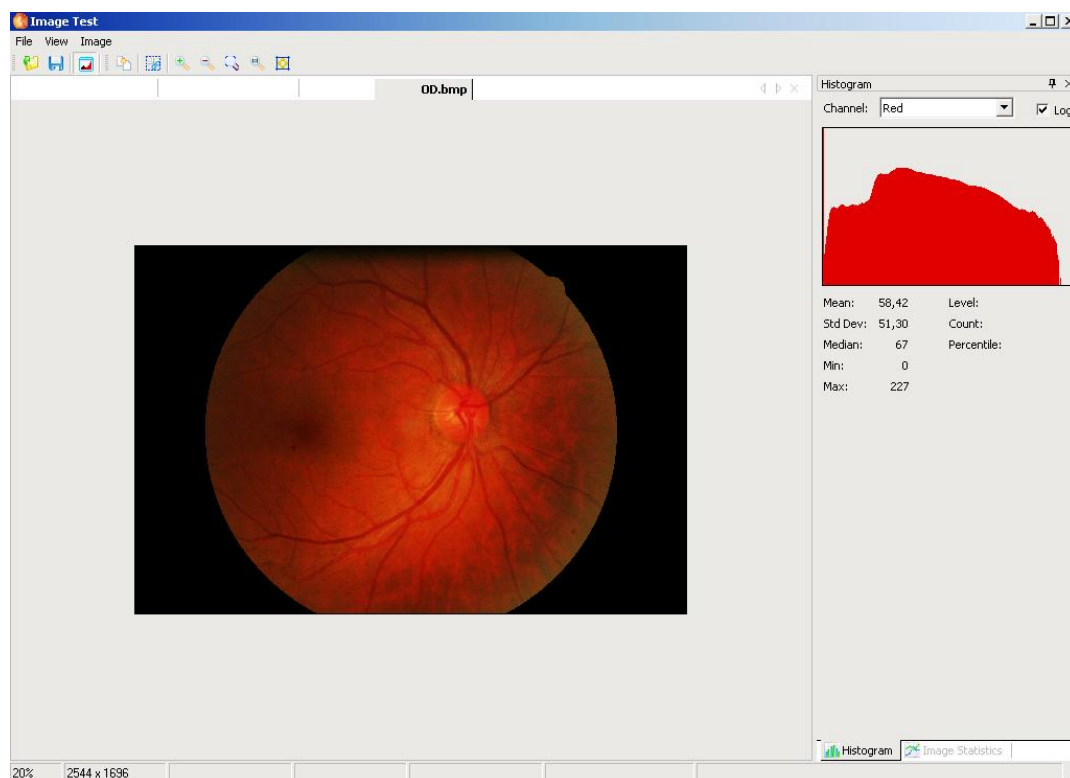 Image Test
File View Image
OD.bmp
Histogram
Channel: Red Log
Mean: 58,42 Level:
Std Dev: 51,30 Count:
Median: 67 Percentile:
Min: 0
Max: 227
Histogram Image Statistics
20% 2544 x 1696